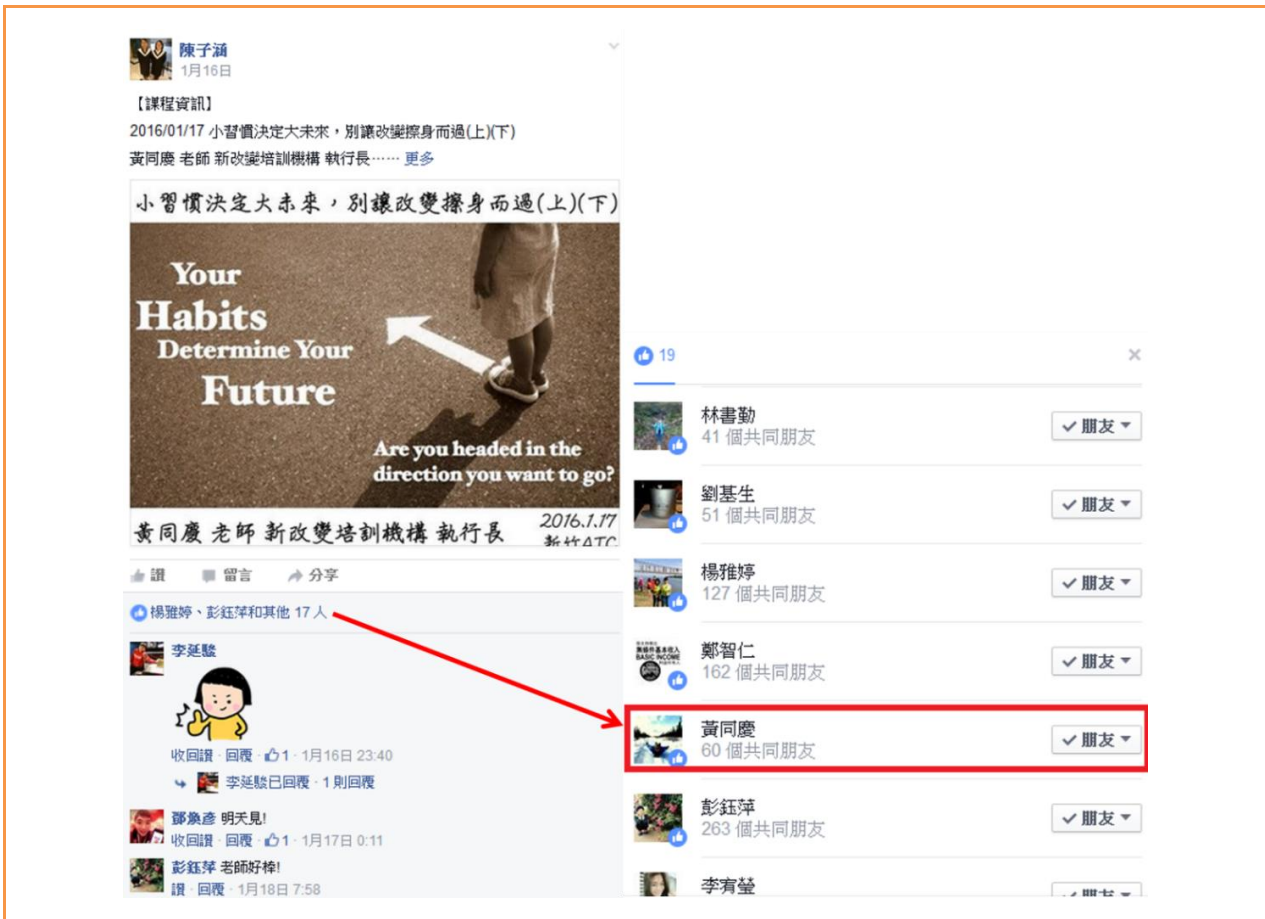 陳子涵
1月16日
【課程資訊】
2016/01/17 小習慣決定大未來，別讓改變擦身而過(上)(下)
黃同慶 老師 新改變培訓機構 執行長⋯⋯ 更多
小習慣決定大未來，別讓改變擦身而過(上)(下)
Your
Habits
Determine Your
Future
Are you headed in the
direction you want to go?
黃同慶 老師 新改變培訓機構 執行長
2016.1.17
新竹ATC
讚 留言 分享
楊雅婷、彭鈺萍和其他 17 人
李延駿
收回讚 · 回覆 · 1 · 1月16日 23:40
李延駿已回覆 · 1 則回覆
鄧煥彥 明天見!
收回讚 · 回覆 · 1 · 1月17日 0:11
彭鈺萍 老師好棒!
讚 · 回覆 · 1月18日 7:58
19
林書勤
41 個共同朋友
朋友
劉基生
51 個共同朋友
朋友
楊雅婷
127 個共同朋友
朋友
鄭智仁
162 個共同朋友
朋友
BASIC INCOME
黃同慶
60 個共同朋友
朋友
彭鈺萍
263 個共同朋友
朋友
李宥瑩
朋友